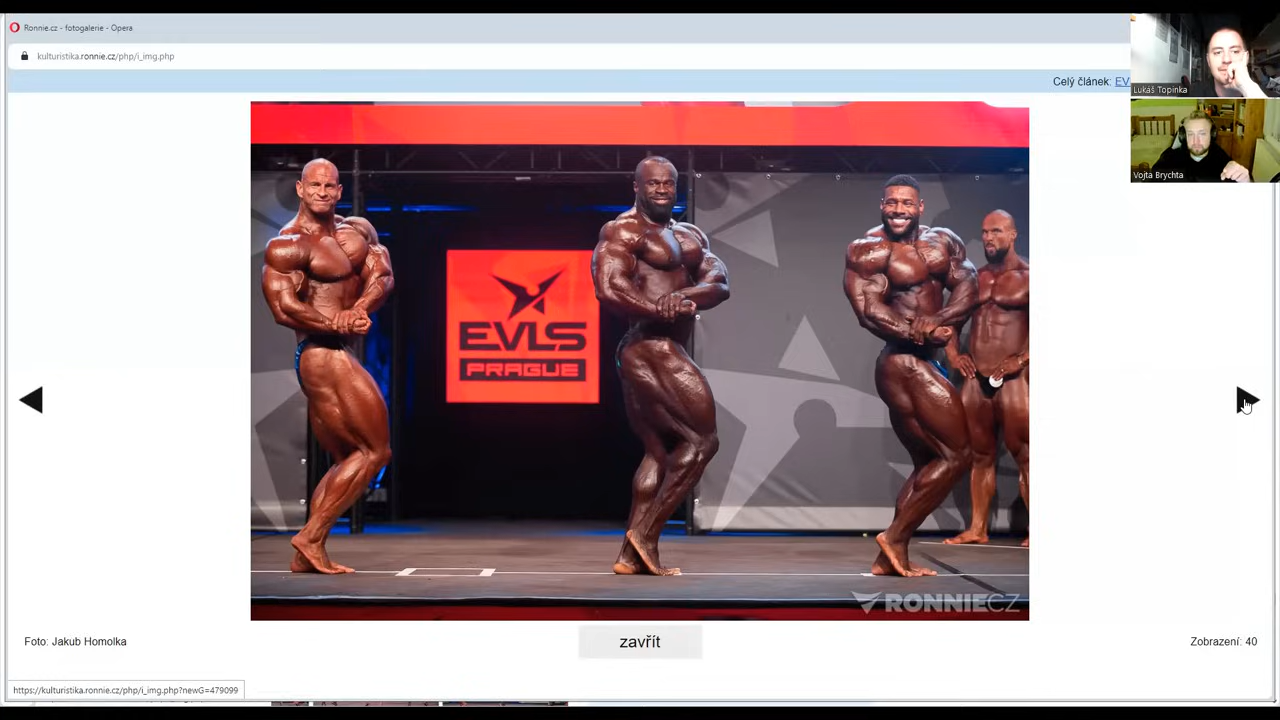 Ronnie.cz - fotogalerie - Opera
kulturistika.ronnie.cz/php/i_img.php
Celý článek: EV
Lukáš Topinka
Vojta Brychta
EVLS
PRAGUE
RONNIECZ
Foto: Jakub Homolka
zavřít
Zobrazení: 40
https://kulturistika.ronnie.cz/php/i_img.php?newG=479099